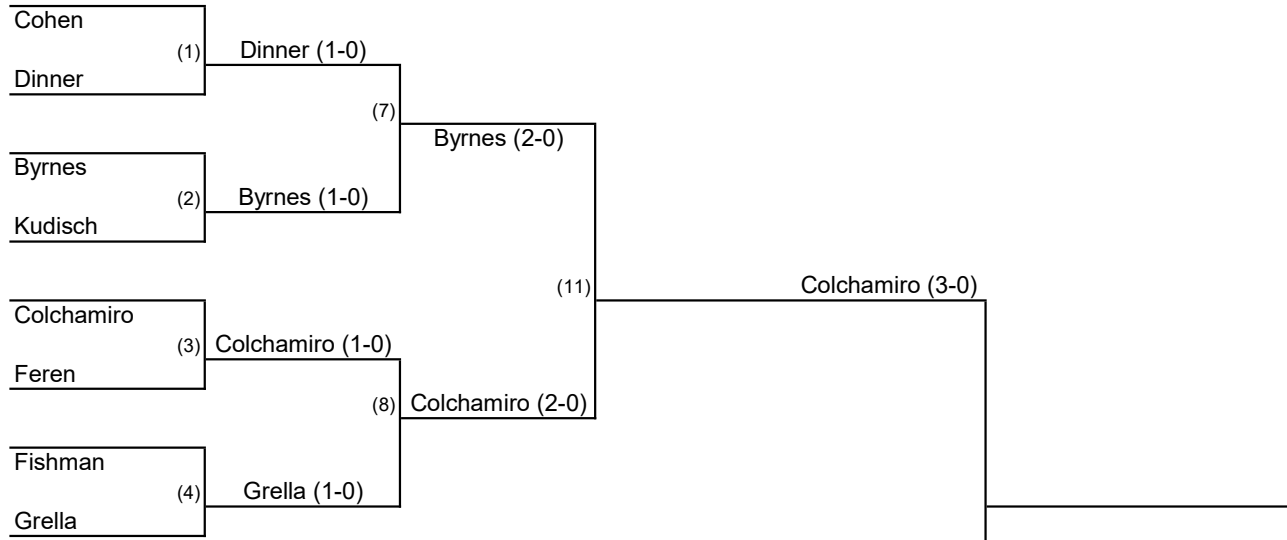 Cohen
(1) Dinner (1-0)
Dinner
(7)
Byrnes (2-0)
Byrnes
(2) Byrnes (1-0)
Kudisch
(11) Colchamiro (3-0)
Colchamiro
(3) Colchamiro (1-0)
Feren
(8) Colchamiro (2-0)
Fishman
(4) Grella (1-0)
Grella